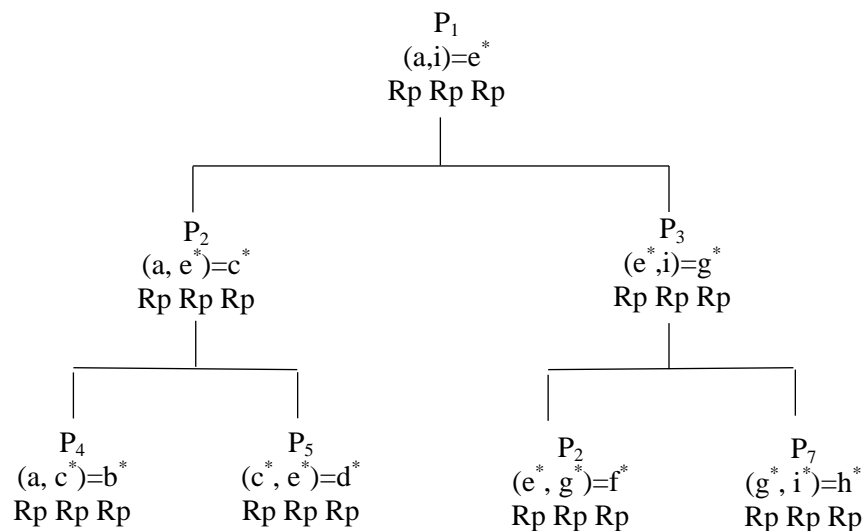 P₁
(a,i)=e*
Rp Rp Rp
P₂
(a, e*)=c*
Rp Rp Rp
P₃
(e*,i)=g*
Rp Rp Rp
P₄
(a, c*)=b*
Rp Rp Rp
P₅
(c*, e*)=d*
Rp Rp Rp
P₂
(e*, g*)=f*
Rp Rp Rp
P₇
(g*, i*)=h*
Rp Rp Rp